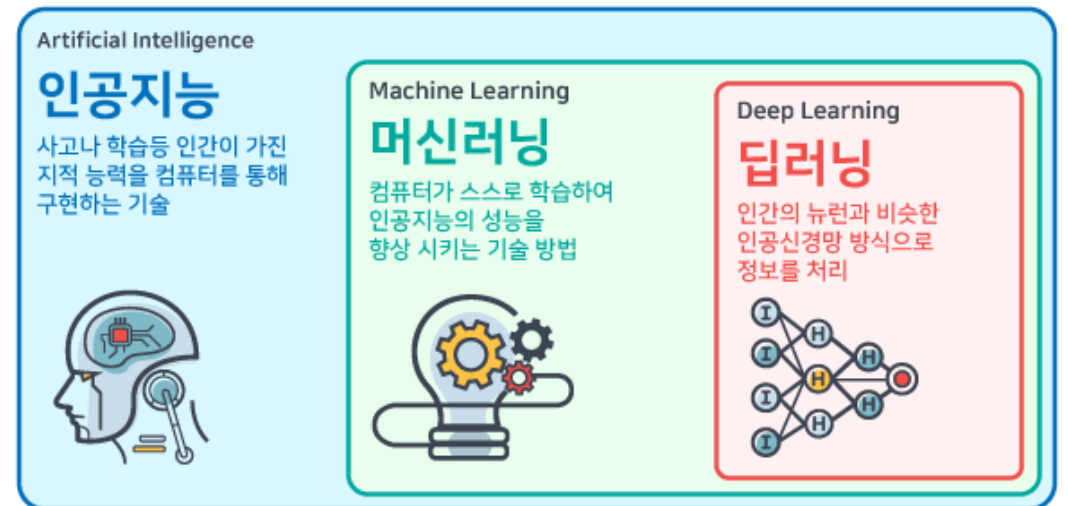 Artificial Intelligence
인공지능
사고나 학습등 인간이 가진
지적 능력을 컴퓨터를 통해
구현하는 기술
Machine Learning
머신러닝
컴퓨터가 스스로 학습하여
인공지능의 성능을
향상 시키는 기술 방법
Deep Learning
딥러닝
인간의 뉴런과 비슷한
인공신경망 방식으로
정보를 처리
I
H
I
H
H
I
H
H
I